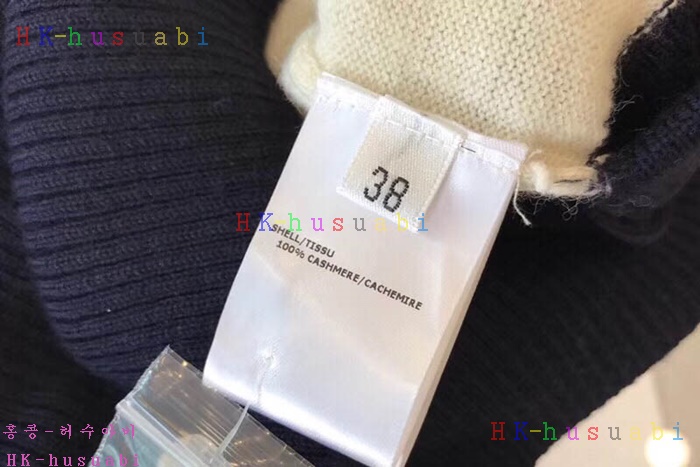 HK-husuabi
38
HK-husuabi
SHELL/TISSU
100% CASHMERE/CACHEMIRE
홍콩-허수아비
HK-husuabi
HK-husuabi